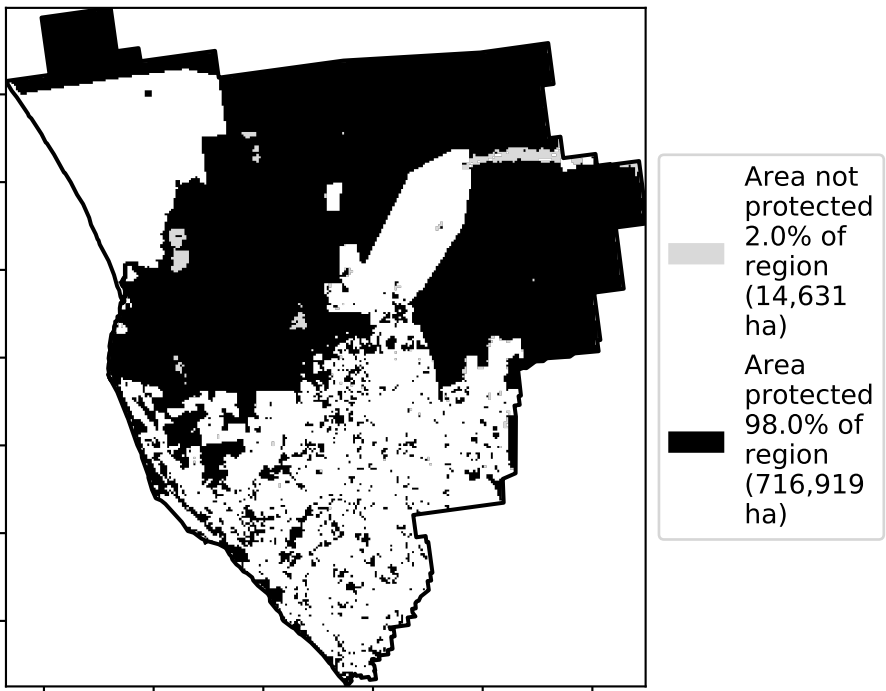 Area not
protected
2.0% of
region
(14,631
ha)
Area
protected
98.0% of
region
(716,919
ha)